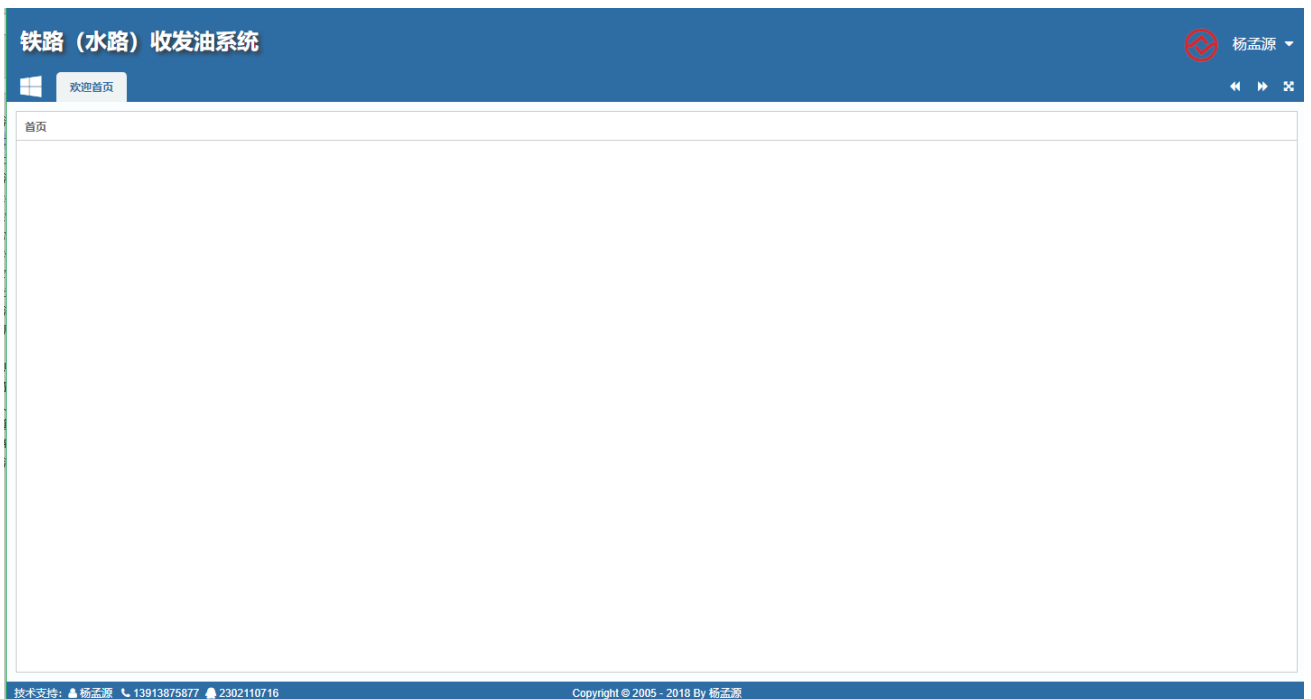 铁路（水路）收发油系统
杨孟源
欢迎首页
首页
技术支持： 杨孟源 13913875877 2302110716
Copyright © 2005 - 2018 By 杨孟源